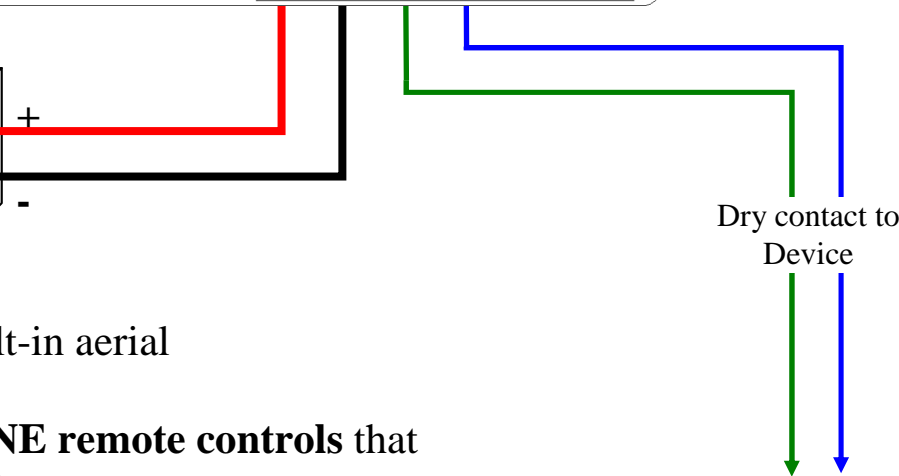 +
-
Dry contact to
Device
lt-in aerial
NE remote controls that